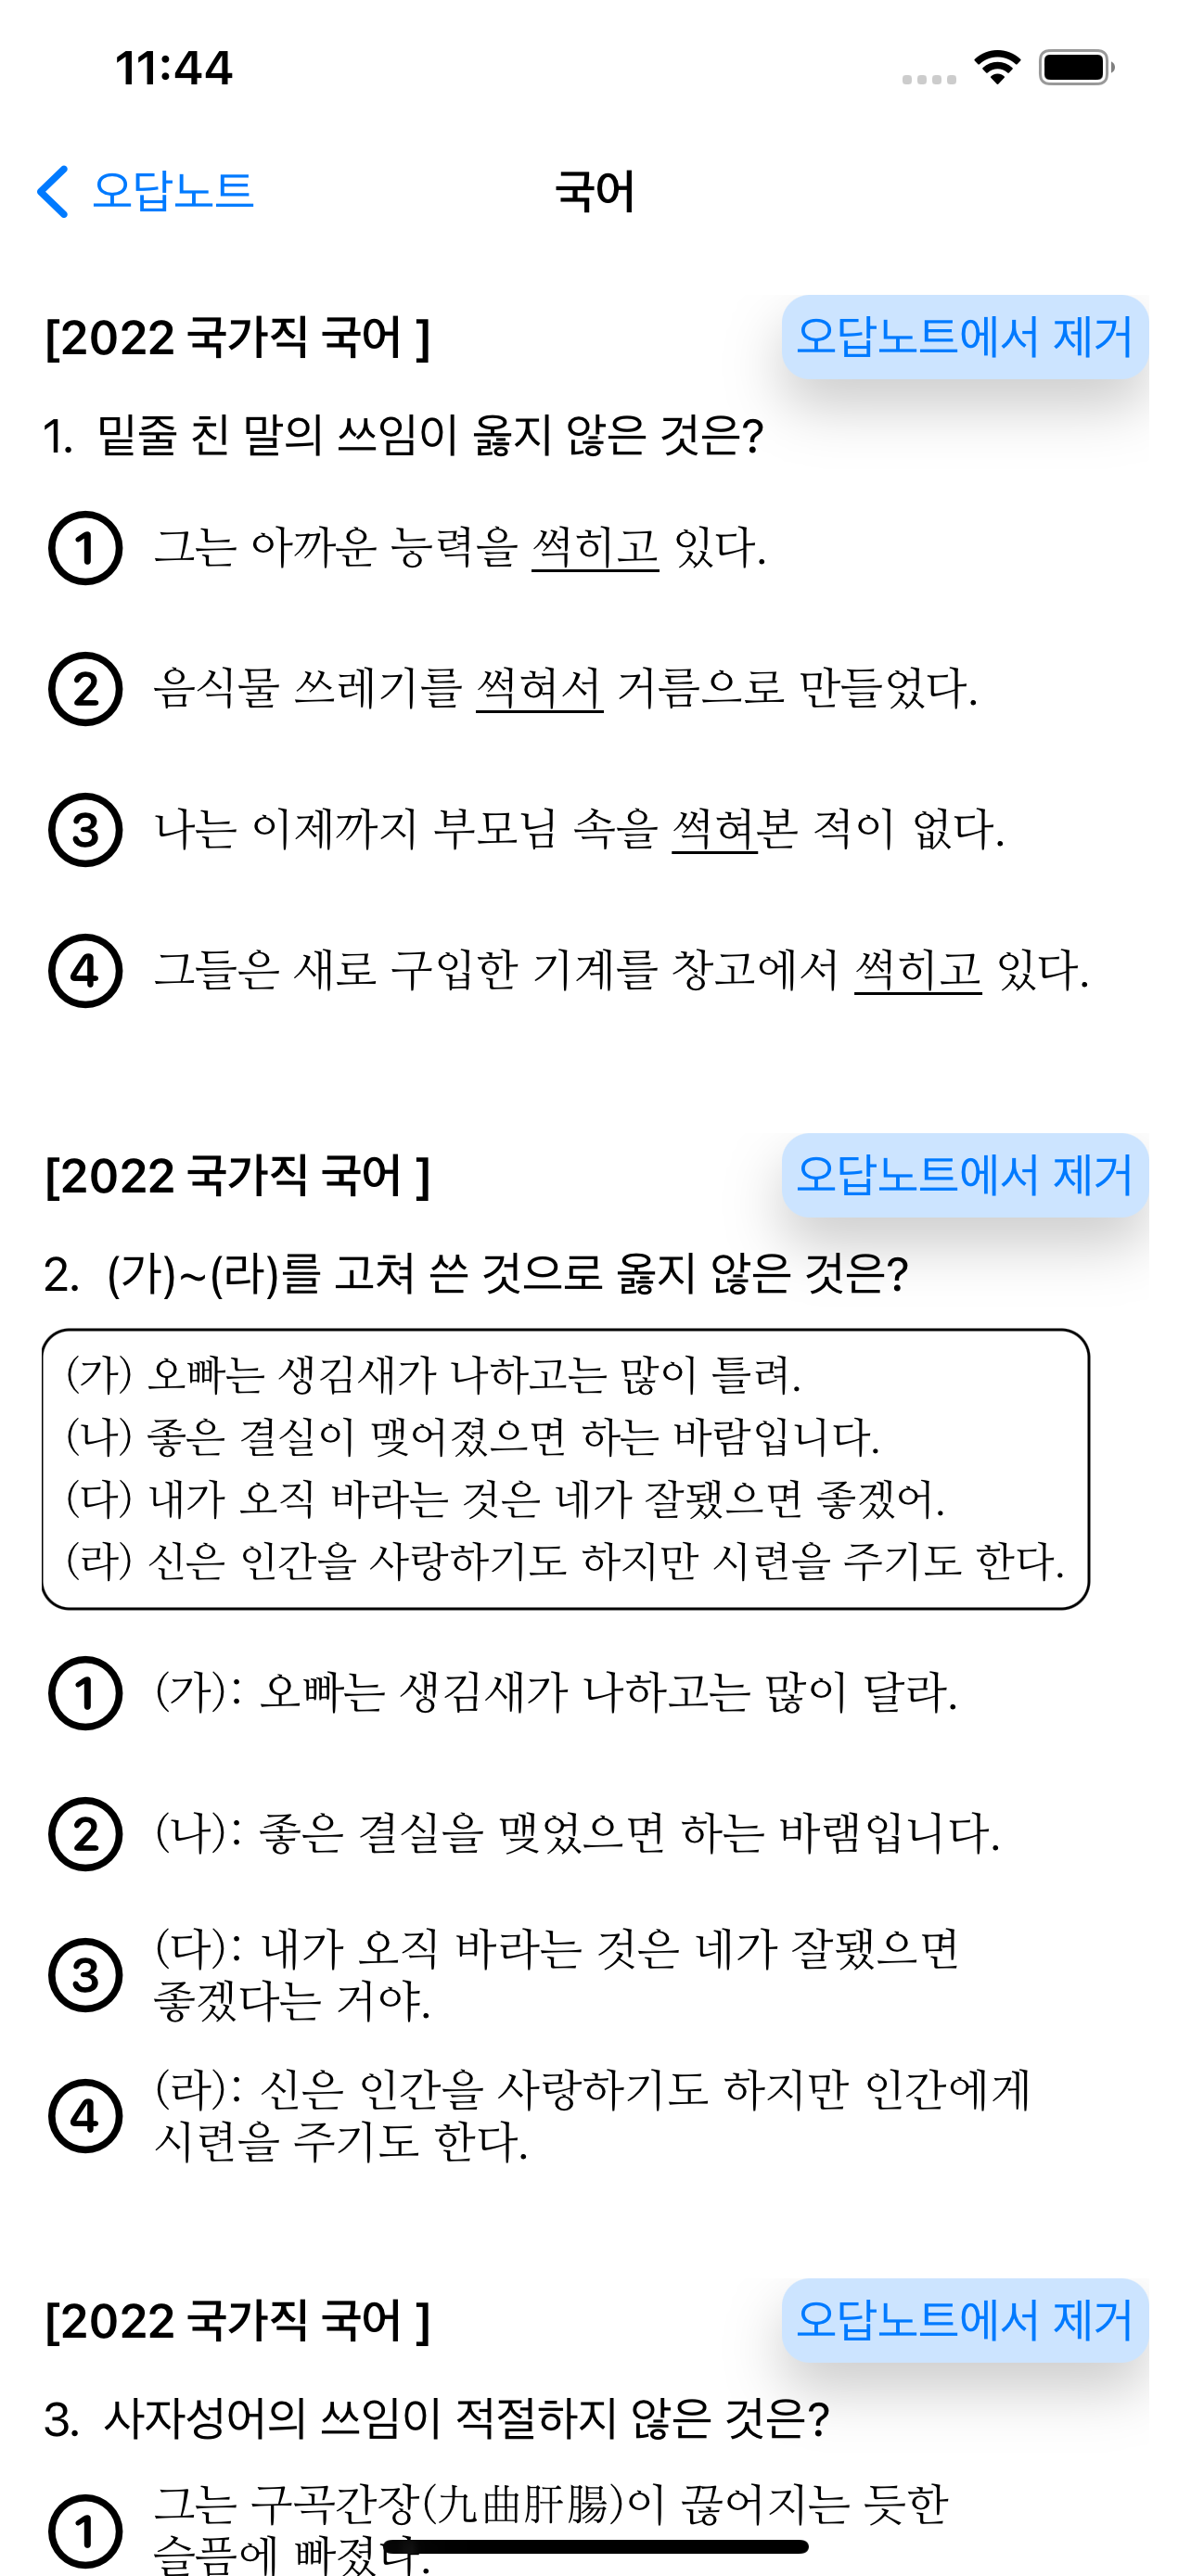 11:44
오답노트
국어
[2022 국가직 국어 ]
오답노트에서 제거
1. 밑줄 친 말의 쓰임이 옳지 않은 것은?
1 그는 아까운 능력을 썩히고 있다.
2 음식물 쓰레기를 썩혀서 거름으로 만들었다.
3 나는 이제까지 부모님 속을 썩혀본 적이 없다.
4 그들은 새로 구입한 기계를 창고에서 썩히고 있다.
[2022 국가직 국어 ]
오답노트에서 제거
2. (가)~(라)를 고쳐 쓴 것으로 옳지 않은 것은?
(가) 오빠는 생김새가 나하고는 많이 틀려.
(나) 좋은 결실이 맺어졌으면 하는 바람입니다.
(다) 내가 오직 바라는 것은 네가 잘됐으면 좋겠어.
(라) 신은 인간을 사랑하기도 하지만 시련을 주기도 한다.
1 (가): 오빠는 생김새가 나하고는 많이 달라.
2 (나): 좋은 결실을 맺었으면 하는 바램입니다.
3 (다): 내가 오직 바라는 것은 네가 잘됐으면
좋겠다는 거야.
4 (라): 신은 인간을 사랑하기도 하지만 인간에게
시련을 주기도 한다.
[2022 국가직 국어 ]
오답노트에서 제거
3. 사자성어의 쓰임이 적절하지 않은 것은?
1 그는 구곡간장(九曲肝腸)이 끊어지는 듯한
슬픔에 빠졌다.